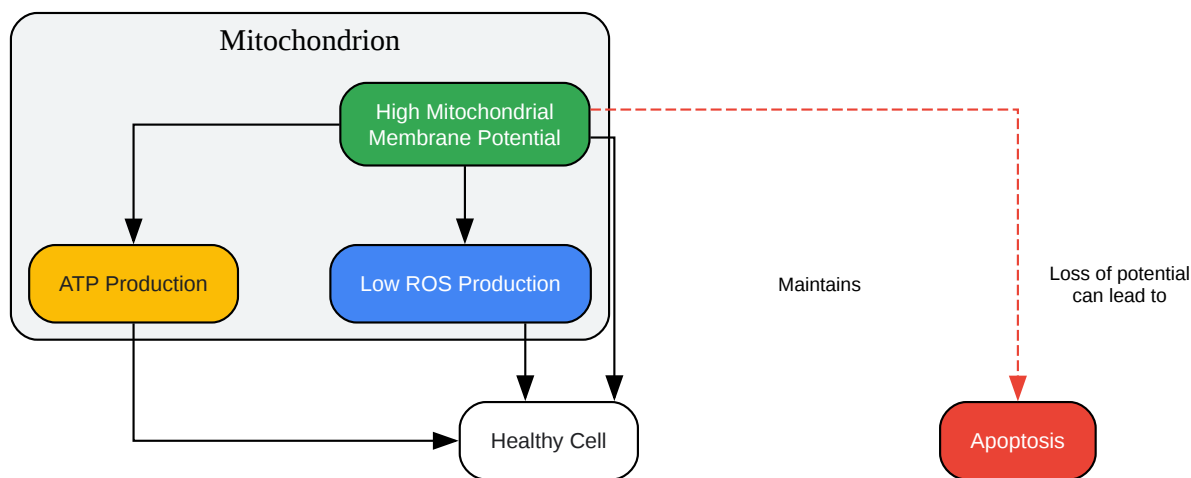 Mitochondrion
High Mitochondrial
Membrane Potential
ATP Production
Low ROS Production
Maintains
Loss of potential
can lead to
Healthy Cell
Apoptosis